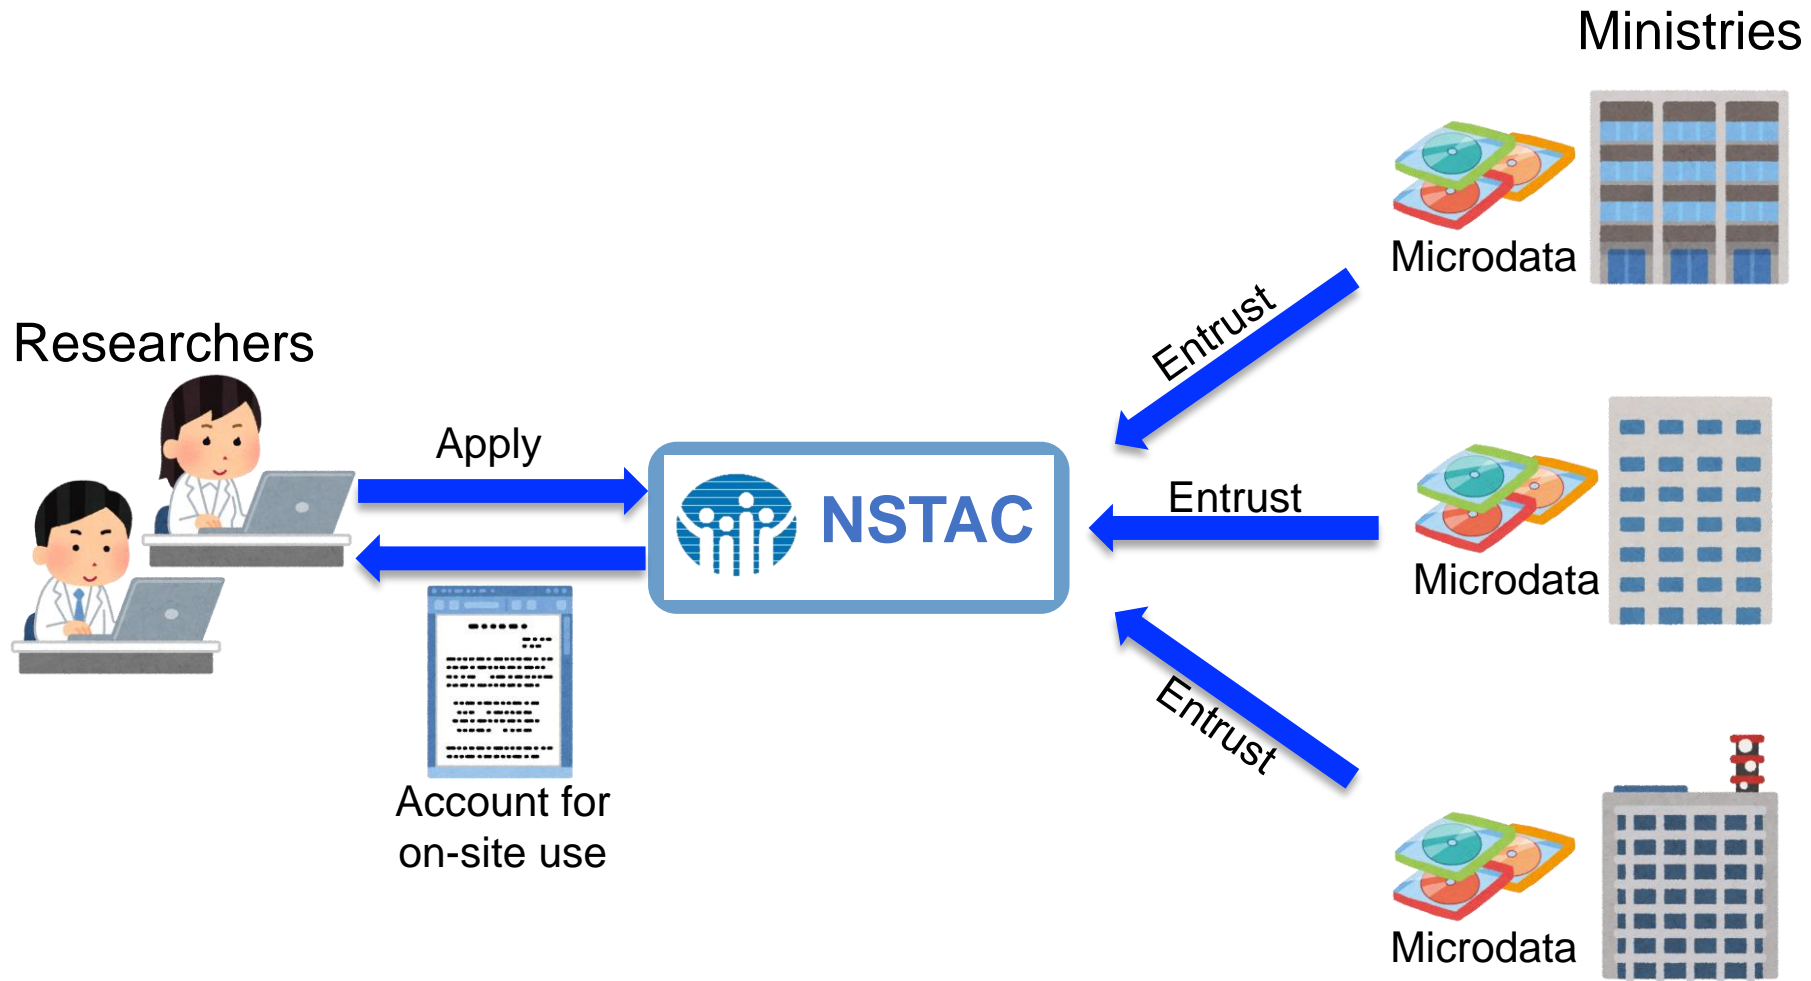 Ministries
Microdata
Entrust
Researchers
Apply
NSTAC
Entrust
Microdata
Entrust
Account for
on-site use
Microdata